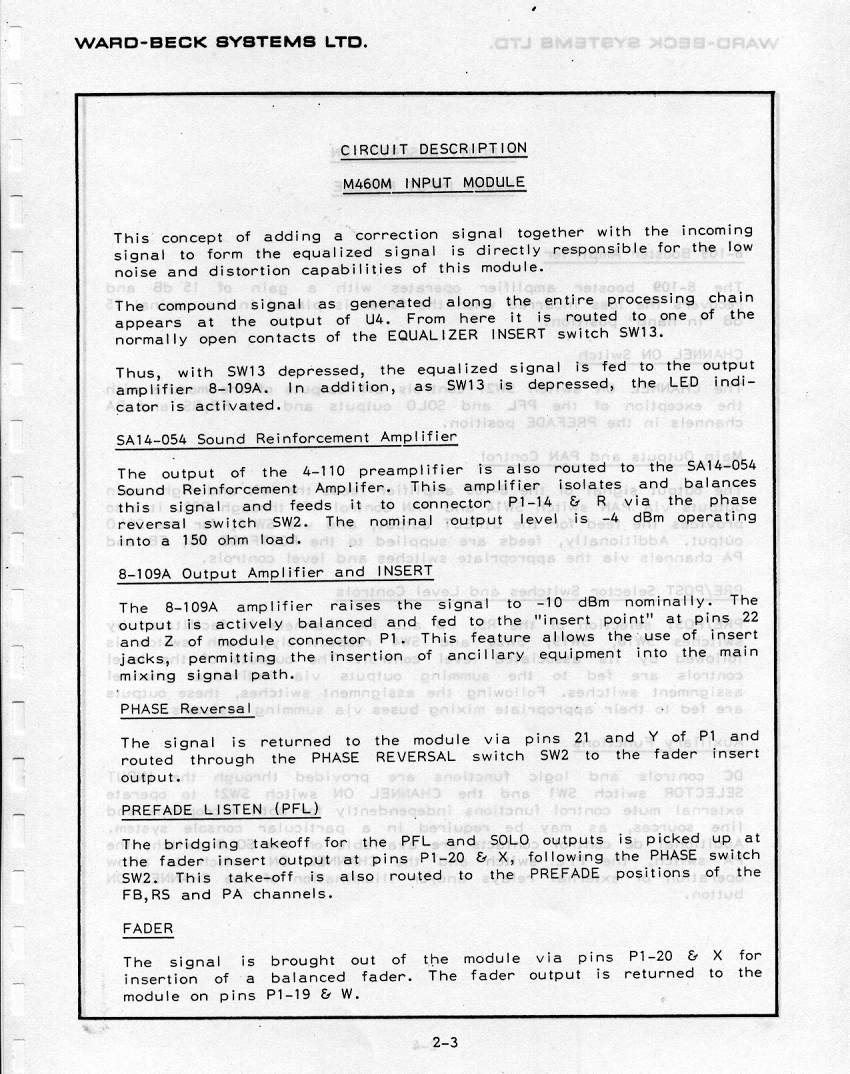 WARD-BECK SYSTEMS LTD.
CIRCUIT DESCRIPTION
M460M INPUT MODULE
This concept of adding a correction signal together with the incoming
signal to form the equalized signal is directly responsible for the low
noise and distortion capabilities of this module.
The compound signal as generated along the entire processing chain
appears at the output of U4. From here it is routed to one of the
normally open contacts of the EQUALIZER INSERT switch SW13.
Thus, with SW13 depressed, the equalized signal is fed to the output
amplifier 8-109A. In addition, as SW13 is depressed, the LED indi-
cator is activated.
SA14-054 Sound Reinforcement Amplifier
The output of the 4-110 preamplifier is also routed to the SA14-054
Sound Reinforcement Amplifer. This amplifier isolates and balances
this signal and feeds it to connector P1-14 & R via the phase
reversal switch SW2. The nominal output level is -4 dBm operating
into a 150 ohm load.
8-109A Output Amplifier and INSERT
The 8-109A amplifier raises the signal to -10 dBm nominally. The
output is actively balanced and fed to the "insert point" at pins 22
and Z of module connector P1. This feature allows the use of insert
jacks, permitting the insertion of ancillary equipment into the main
mixing signal path.
PHASE Reversal
The signal is returned to the module via pins 21 and Y of P1 and
routed through the PHASE REVERSAL switch SW2 to the fader insert
output.
PREFADE LISTEN (PFL)
The bridging takeoff for the PFL and SOLO outputs is picked up at
the fader insert output at pins P1-20 & X, following the PHASE switch
SW2. This take-off is also routed to the PREFADE positions of the
FB,RS and PA channels.
FADER
The signal is brought out of the module via pins P1-20 & X for
insertion of a balanced fader. The fader output is returned to the
module on pins P1-19 & W.
2-3